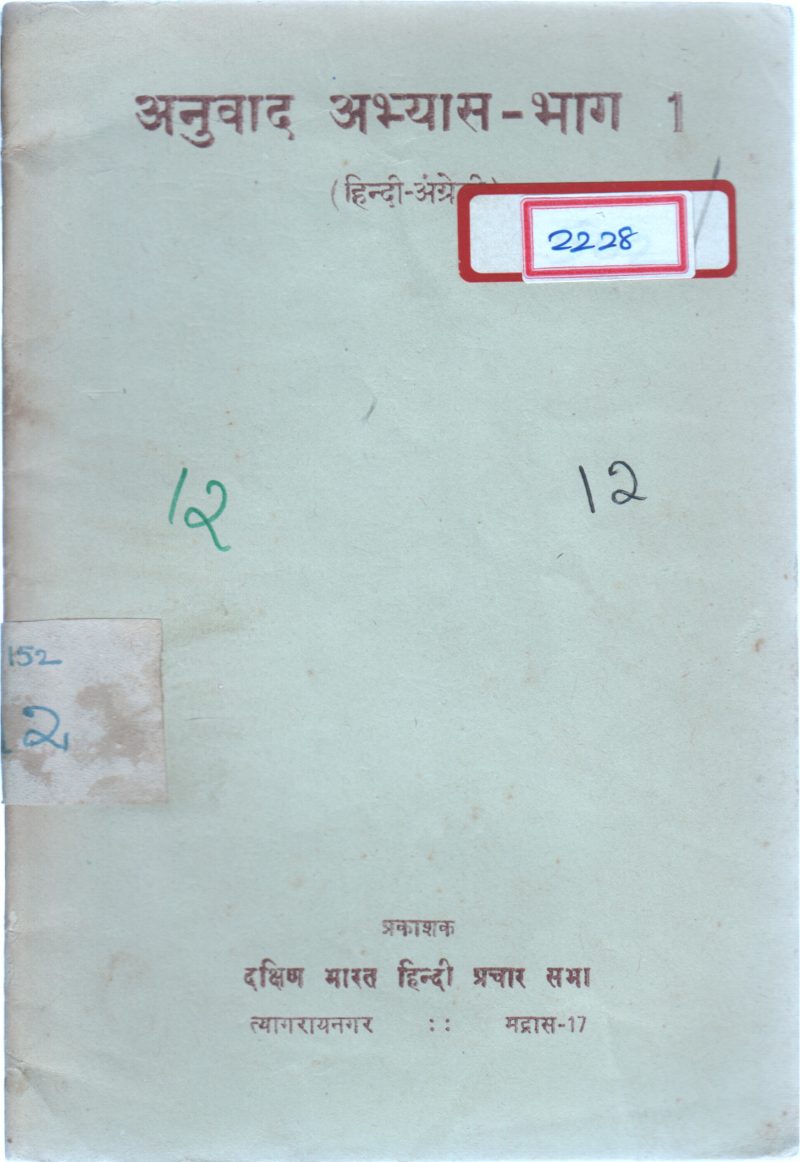 अनुवाद अभ्यास - भाग 1
(हिन्दी-अंग्रेजी)
2228
12
12
152
2
प्रकाशक
दक्षिण भारत हिन्दी प्रचार सभा
त्यागरायनगर :: मद्रास-17